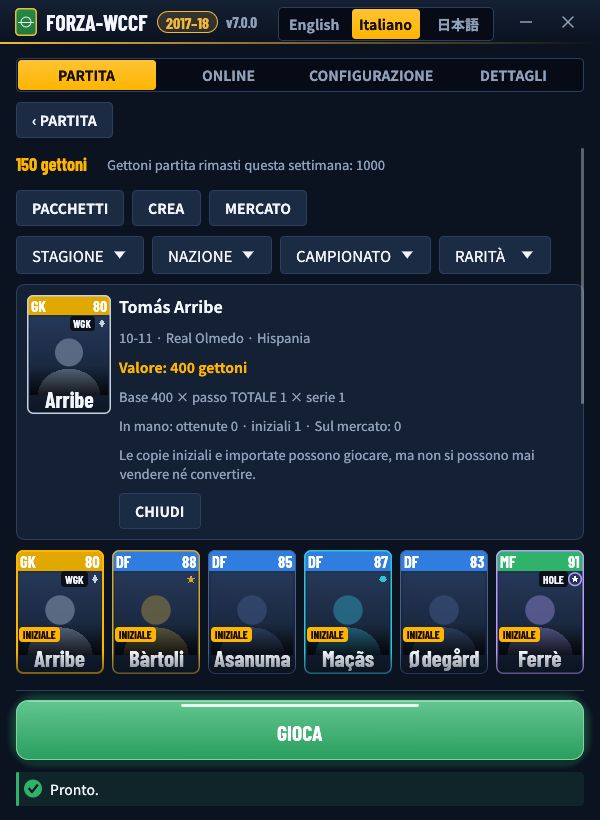 FORZA-WCCF 2017-18 v7.0.0 English Italiano 日本語
PARTITA ONLINE CONFIGURAZIONE DETTAGLI
‹ PARTITA
150 gettoni Gettoni partita rimasti questa settimana: 1000
PACCHETTI CREA MERCATO
STAGIONE NAZIONE CAMPIONATO RARITÀ
GK 80
WGK
Arribe
Tomás Arribe
10-11 · Real Olmedo · Hispania
Valore: 400 gettoni
Base 400 × passo TOTALE 1 × serie 1
In mano: ottenute 0 · iniziali 1 · Sul mercato: 0
Le copie iniziali e importate possono giocare, ma non si possono mai
vendere né convertire.
CHIUDI
GK 80 DF 88 DF 85 DF 87 DF 83 MF 91
WGK HOLE
INIZIALE INIZIALE INIZIALE INIZIALE INIZIALE INIZIALE
Arribe Bàrtoli Asanuma Maçãs Ødegård Ferrè
GIOCA
Pronto.